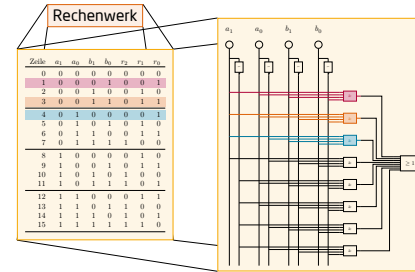 Rechenwerk
Zeile a₁ a₀ b₁ b₀ r₂ r₁ r₀
0 0 0 0 0 0 0 0
1 0 0 0 1 0 0 1
2 0 0 1 0 0 1 0
3 0 0 1 1 0 1 1
4 0 1 0 0 0 0 1
5 0 1 0 1 0 1 0
6 0 1 1 0 0 1 1
7 0 1 1 1 1 0 0
8 1 0 0 0 0 1 0
9 1 0 0 1 0 1 1
10 1 0 1 0 1 0 0
11 1 0 1 1 1 0 1
12 1 1 0 0 0 1 1
13 1 1 0 1 1 0 0
14 1 1 1 0 1 0 1
15 1 1 1 1 1 1 0
a₁ a₀ b₁ b₀
≥ 1